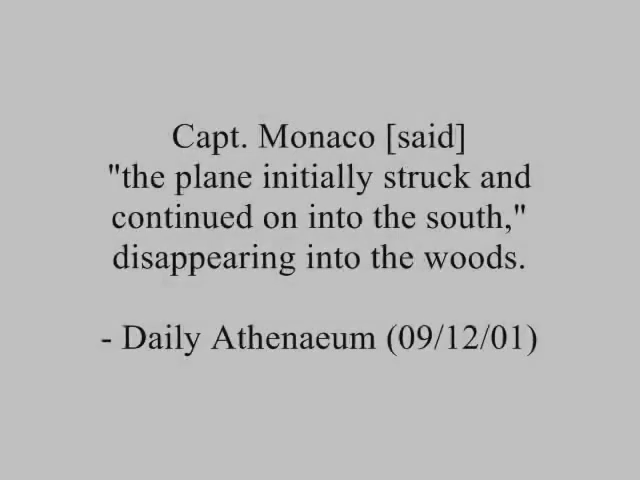 Capt. Monaco [said]
"the plane initially struck and
continued on into the south,"
disappearing into the woods.
- Daily Athenaeum (09/12/01)